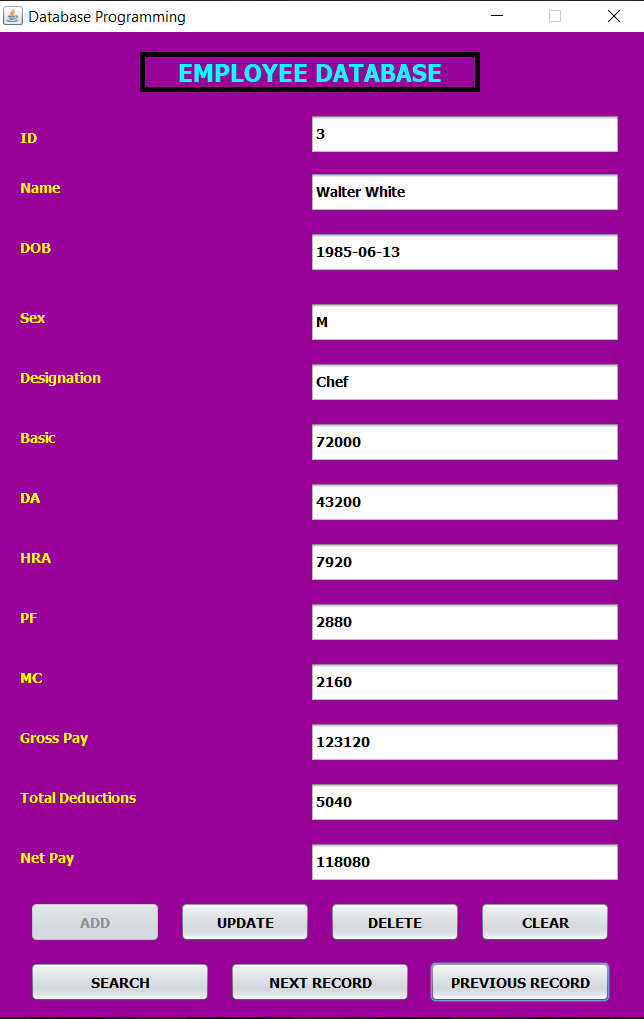 Database Programming
EMPLOYEE DATABASE
ID 3
Name Walter White
DOB 1985-06-13
Sex M
Designation Chef
Basic 72000
DA 43200
HRA 7920
PF 2880
MC 2160
Gross Pay 123120
Total Deductions 5040
Net Pay 118080
ADD UPDATE DELETE CLEAR
SEARCH NEXT RECORD PREVIOUS RECORD